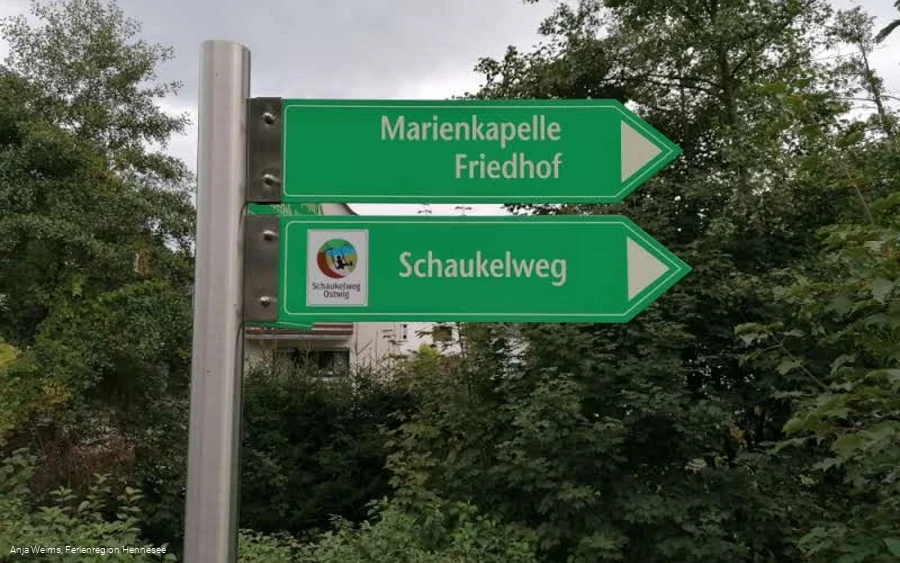 Marienkapelle
Friedhof
Schaukelweg
Schaukelweg
Ostwig
Anja Weims, Ferienregion Hennesee